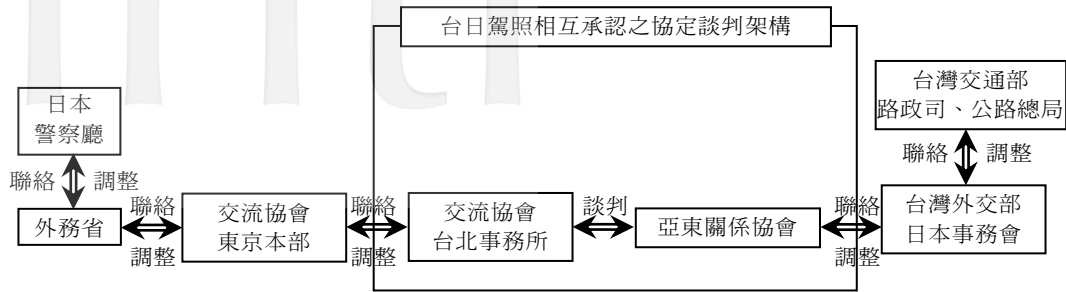 台日駕照相互承認之協定談判架構
日本
警察廳
聯絡 調整
外務省
聯絡
調整
交流協會
東京本部
聯絡
調整
交流協會
台北事務所
談判
亞東關係協會
聯絡
調整
台灣交通部
路政司、公路總局
聯絡 調整
台灣外交部
日本事務會